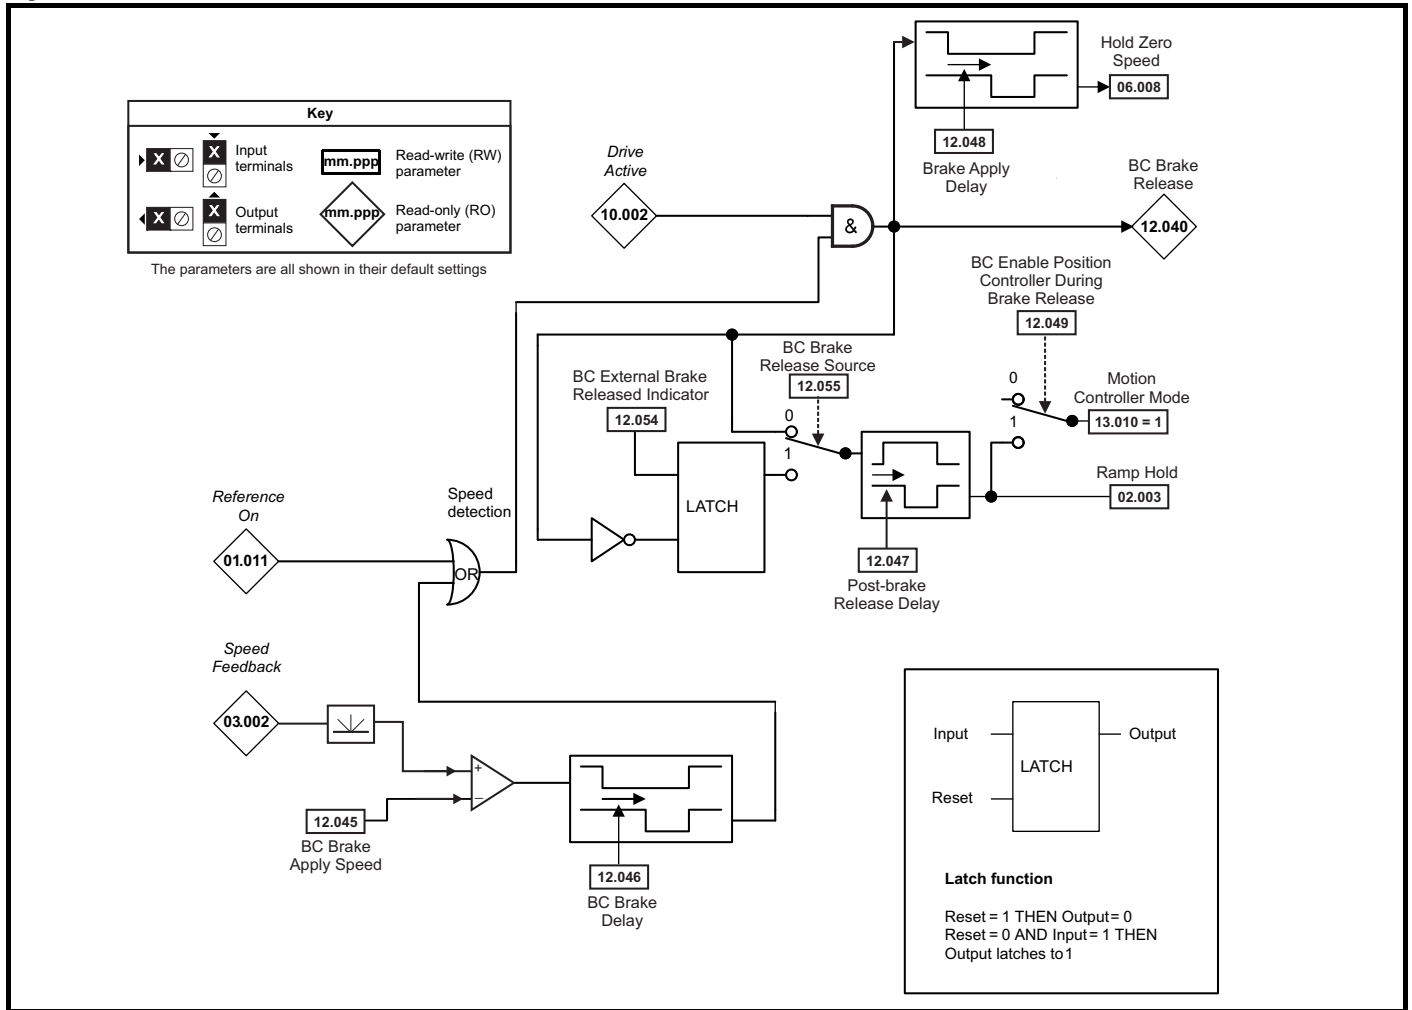 Hold Zero
Speed
06.008
12.048
Brake Apply
Delay
Key
X
X
Input
terminals
mm.ppp
Read-write (RW)
parameter
X
X
Output
terminals
mm.ppp
Read-only (RO)
parameter
The parameters are all shown in their default settings
Drive
Active
10.002
&
BC Brake
Release
12.040
BC Enable Position
Controller During
Brake Release
12.049
0
1
Motion
Controller Mode
13.010 = 1
Ramp Hold
02.003
BC Brake
Release Source
12.055
0
1
BC External Brake
Released Indicator
12.054
LATCH
12.047
Post-brake
Release Delay
Reference
On
01.011
Speed
detection
OR
Speed
Feedback
03.002
+
−
12.045
BC Brake
Apply Speed
12.046
BC Brake
Delay
Input
Output
LATCH
Reset
Latch function
Reset = 1 THEN Output = 0
Reset = 0 AND Input = 1 THEN
Output latches to 1